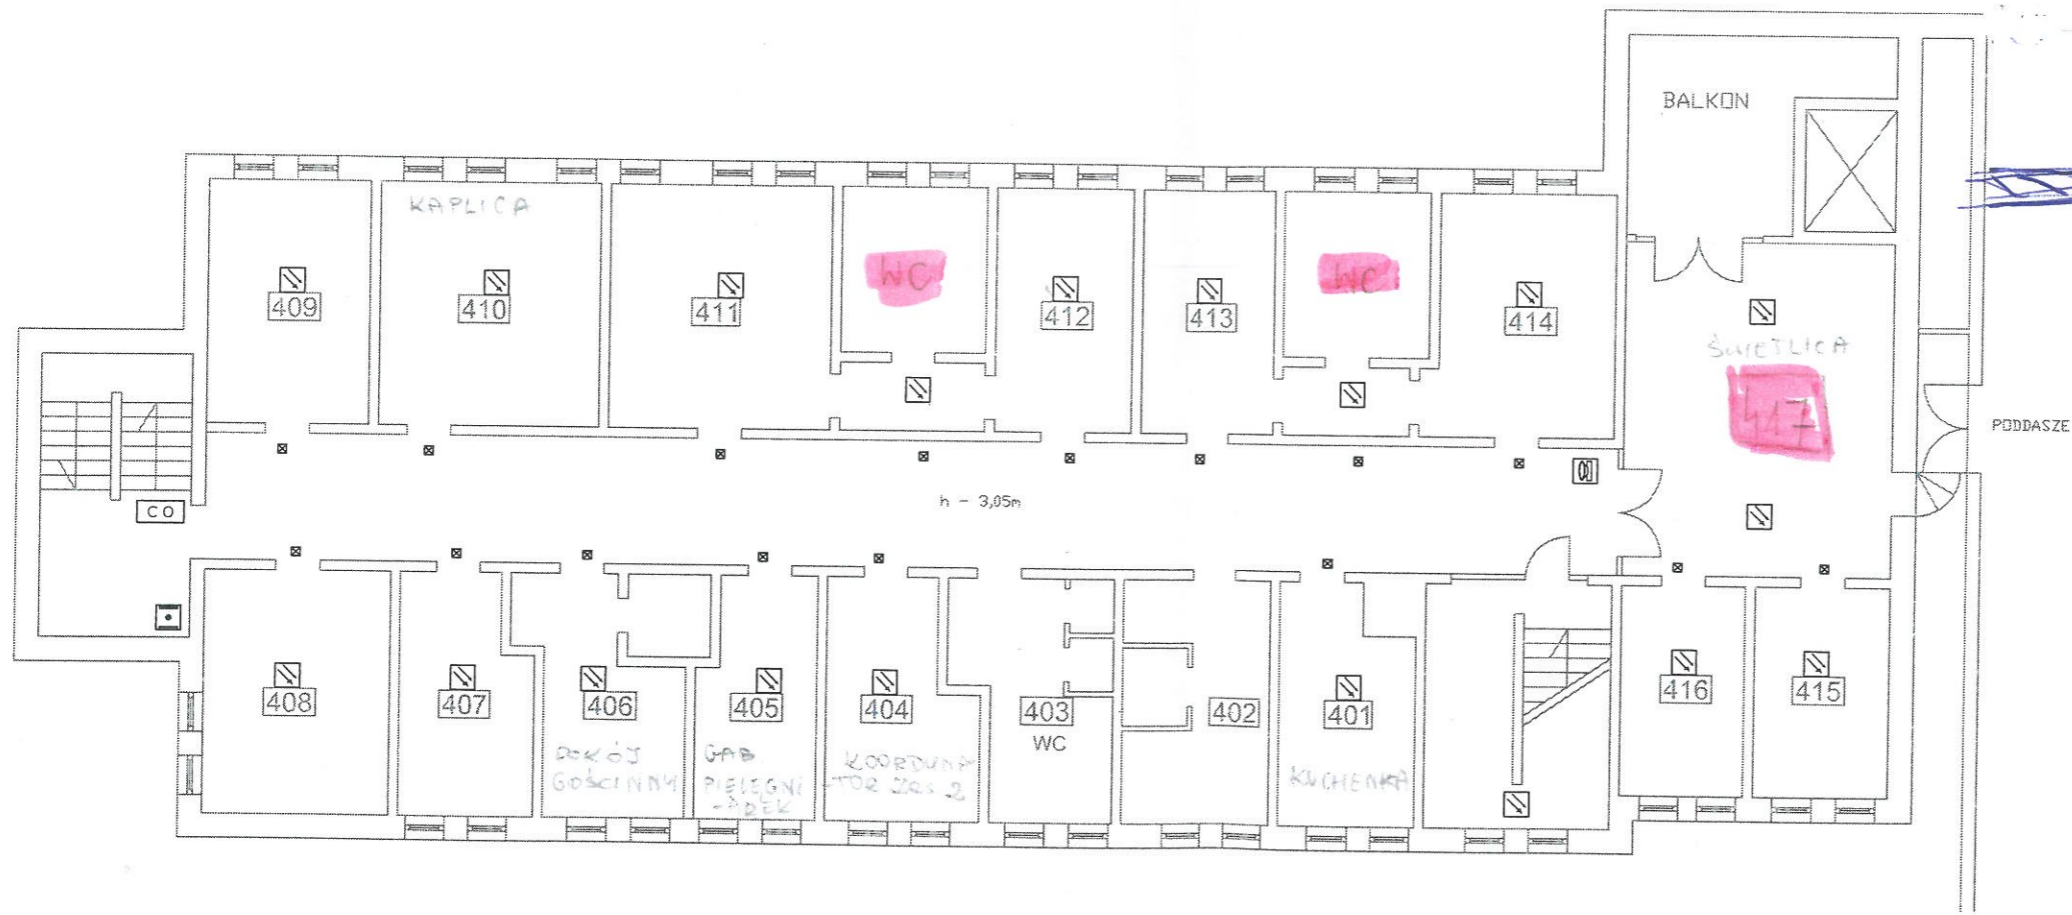 BALKON
KAPLICA
WC
WC
409
410
411
412
413
414
ŚWIETLICA
417
PODDASZE
h - 3,05m
CO
408
407
406
405
404
403
WC
402
401
416
415
POKÓJ
GOŚCINNY
GAB
PIELĘGNI
-AREK
KOORDYNA
-TOR ZES 2
KUCHENKA